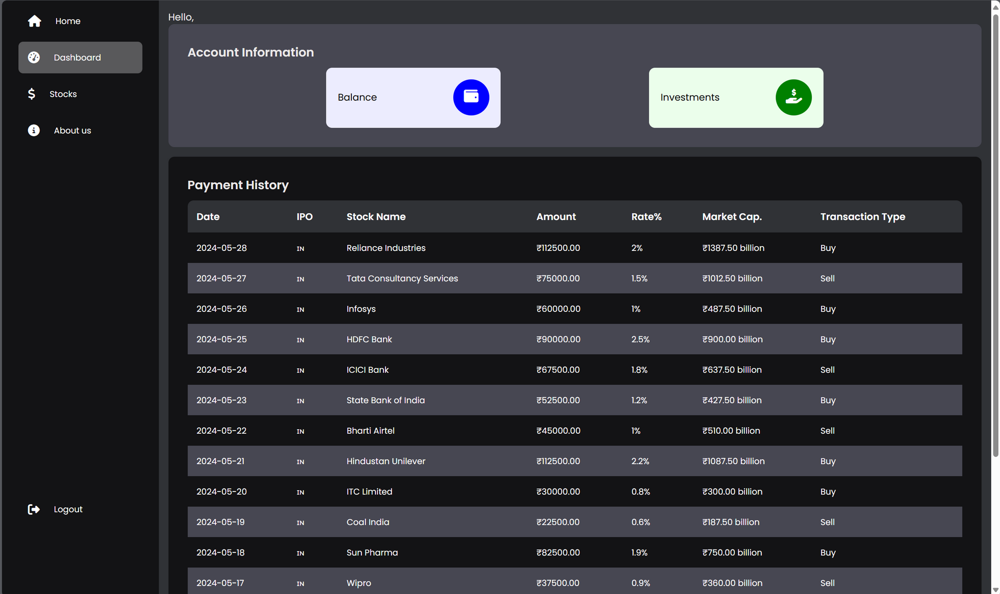 Home
Dashboard
Stocks
About us
Logout
Hello,
Account Information
Balance
Investments
Payment History
Date IPO Stock Name Amount Rate% Market Cap. Transaction Type
2024-05-28 IN Reliance Industries ₹112500.00 2% ₹1387.50 billion Buy
2024-05-27 IN Tata Consultancy Services ₹75000.00 1.5% ₹1012.50 billion Sell
2024-05-26 IN Infosys ₹60000.00 1% ₹487.50 billion Buy
2024-05-25 IN HDFC Bank ₹90000.00 2.5% ₹900.00 billion Buy
2024-05-24 IN ICICI Bank ₹67500.00 1.8% ₹637.50 billion Sell
2024-05-23 IN State Bank of India ₹52500.00 1.2% ₹427.50 billion Buy
2024-05-22 IN Bharti Airtel ₹45000.00 1% ₹510.00 billion Sell
2024-05-21 IN Hindustan Unilever ₹112500.00 2.2% ₹1087.50 billion Buy
2024-05-20 IN ITC Limited ₹30000.00 0.8% ₹300.00 billion Buy
2024-05-19 IN Coal India ₹22500.00 0.6% ₹187.50 billion Sell
2024-05-18 IN Sun Pharma ₹82500.00 1.9% ₹750.00 billion Buy
2024-05-17 IN Wipro ₹37500.00 0.9% ₹360.00 billion Sell